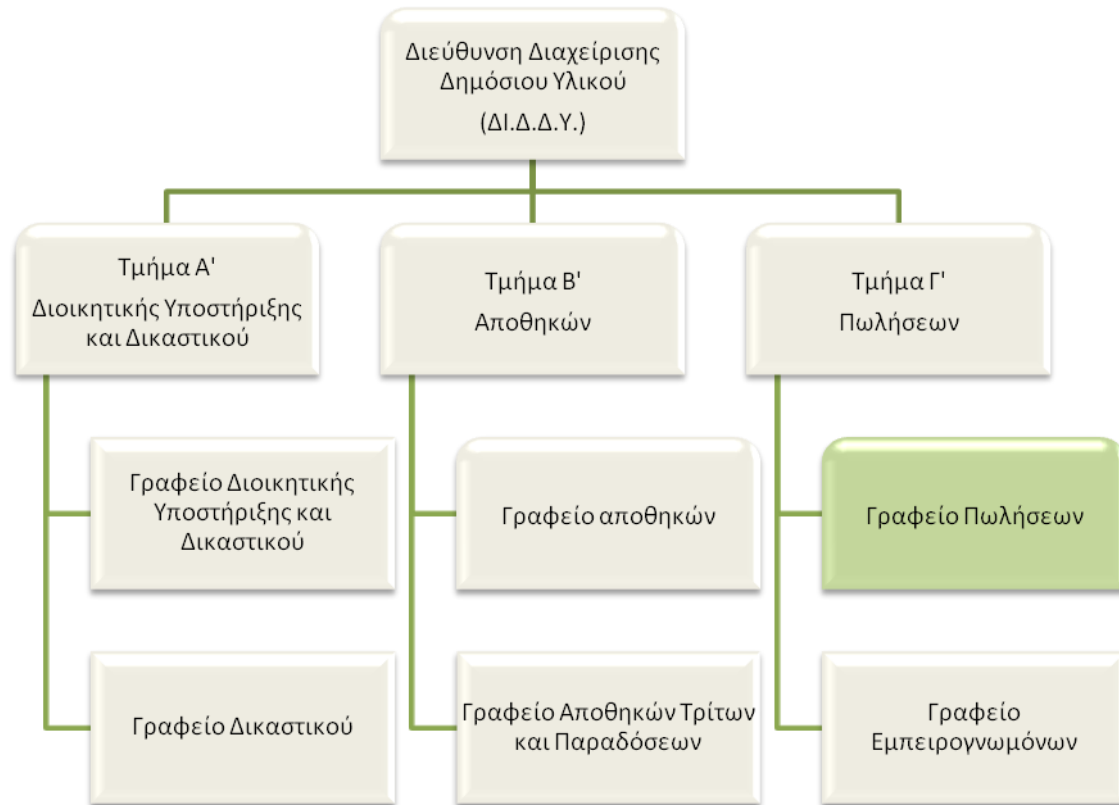 Διεύθυνση Διαχείρισης
Δημόσιου Υλικού
(ΔΙ.Δ.Δ.Υ.)
Τμήμα Α'
Διοικητικής Υποστήριξης
και Δικαστικού
Τμήμα Β'
Αποθηκών
Τμήμα Γ'
Πωλήσεων
Γραφείο Διοικητικής
Υποστήριξης και
Δικαστικού
Γραφείο αποθηκών
Γραφείο Πωλήσεων
Γραφείο Δικαστικού
Γραφείο Αποθηκών Τρίτων
και Παραδόσεων
Γραφείο
Εμπειρογνωμόνων